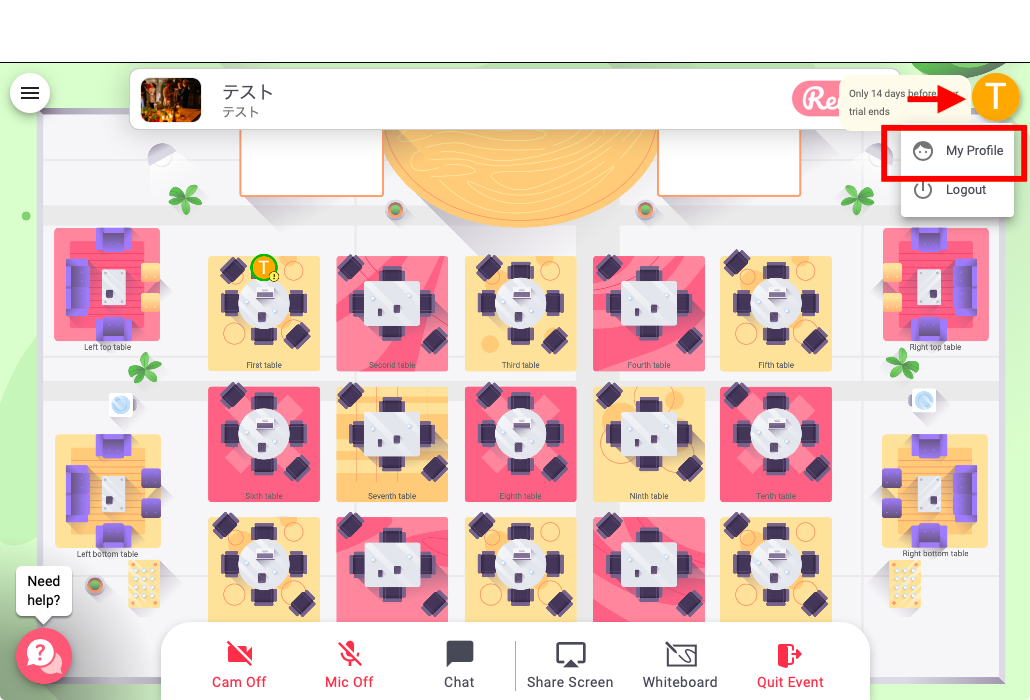 テスト
テスト
Re
Only 14 days before
trial ends
T
My Profile
Logout
T
Left top table
First table
Second table
Third table
Fourth table
Fifth table
Right top table
Sixth table
Seventh table
Eighth table
Ninth table
Tenth table
Left bottom table
Right bottom table
Need
help?
?
Cam Off
Mic Off
Chat
Share Screen
Whiteboard
Quit Event